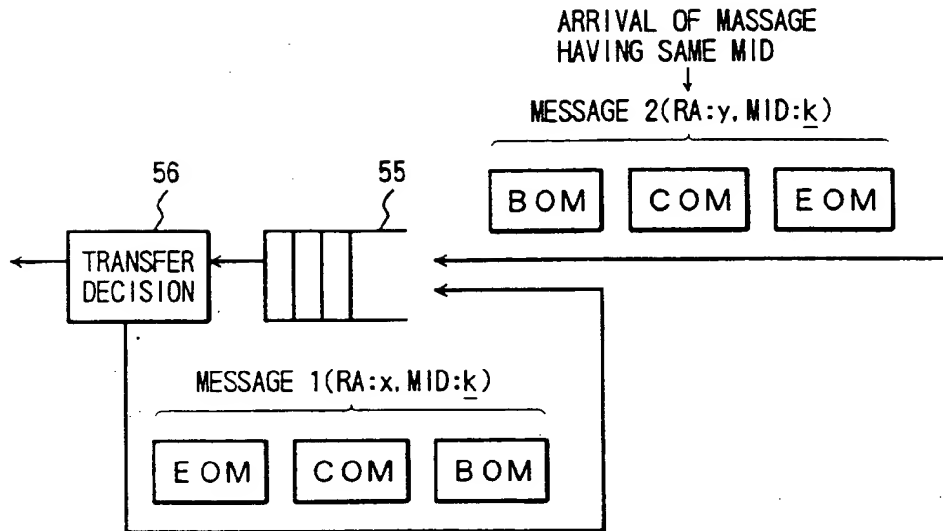 ARRIVAL OF MASSAGE
HAVING SAME MID
MESSAGE 2(RA:y, MID:k)
BOM COM EOM
56 55
TRANSFER
DECISION
MESSAGE 1(RA:x, MID:k)
EOM COM BOM